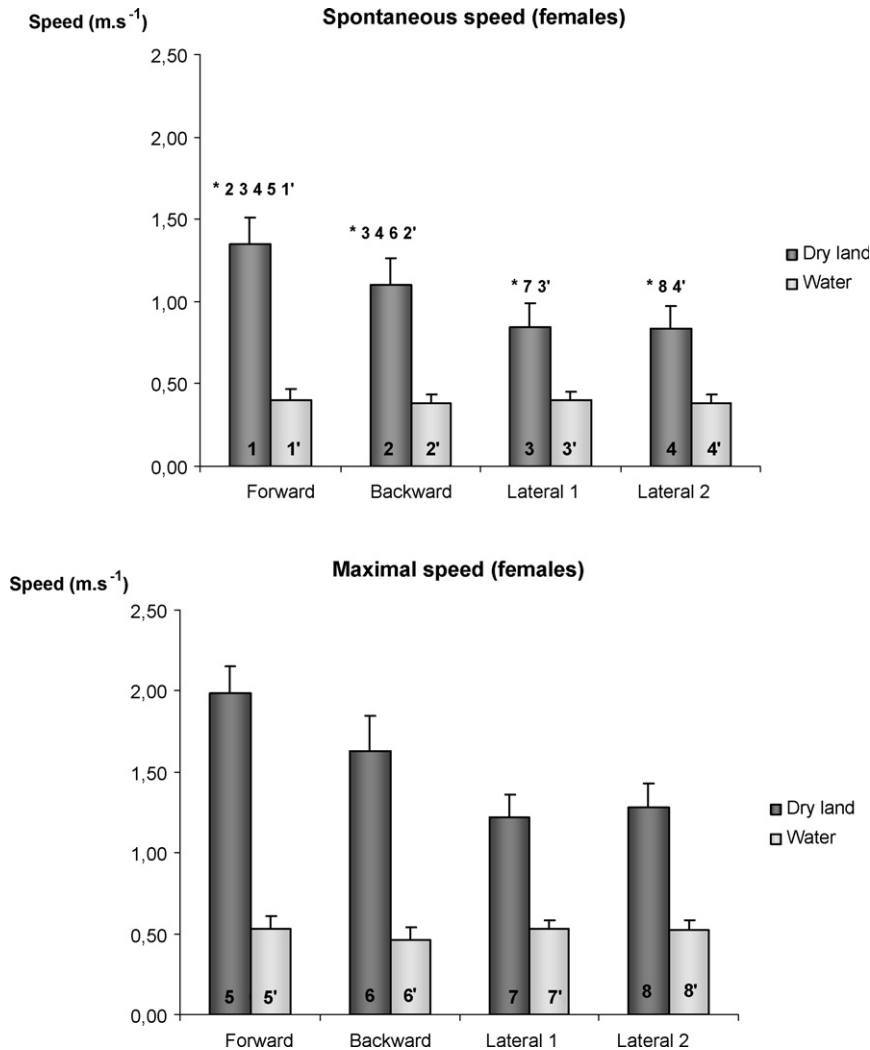 Speed (m.s-1) Spontaneous speed (females)
2,50
2,00
* 2 3 4 5 1'
1,50
* 3 4 6 2'
Dry land
* 7 3'
* 8 4'
1,00
Water
0,50
1 1' 2 2' 3 3' 4 4'
0,00
Forward Backward Lateral 1 Lateral 2
Speed (m.s-1) Maximal speed (females)
2,50
2,00
1,50
Dry land
1,00
Water
0,50
5 5' 6 6' 7 7' 8 8'
0,00
Forward Backward Lateral 1 Lateral 2